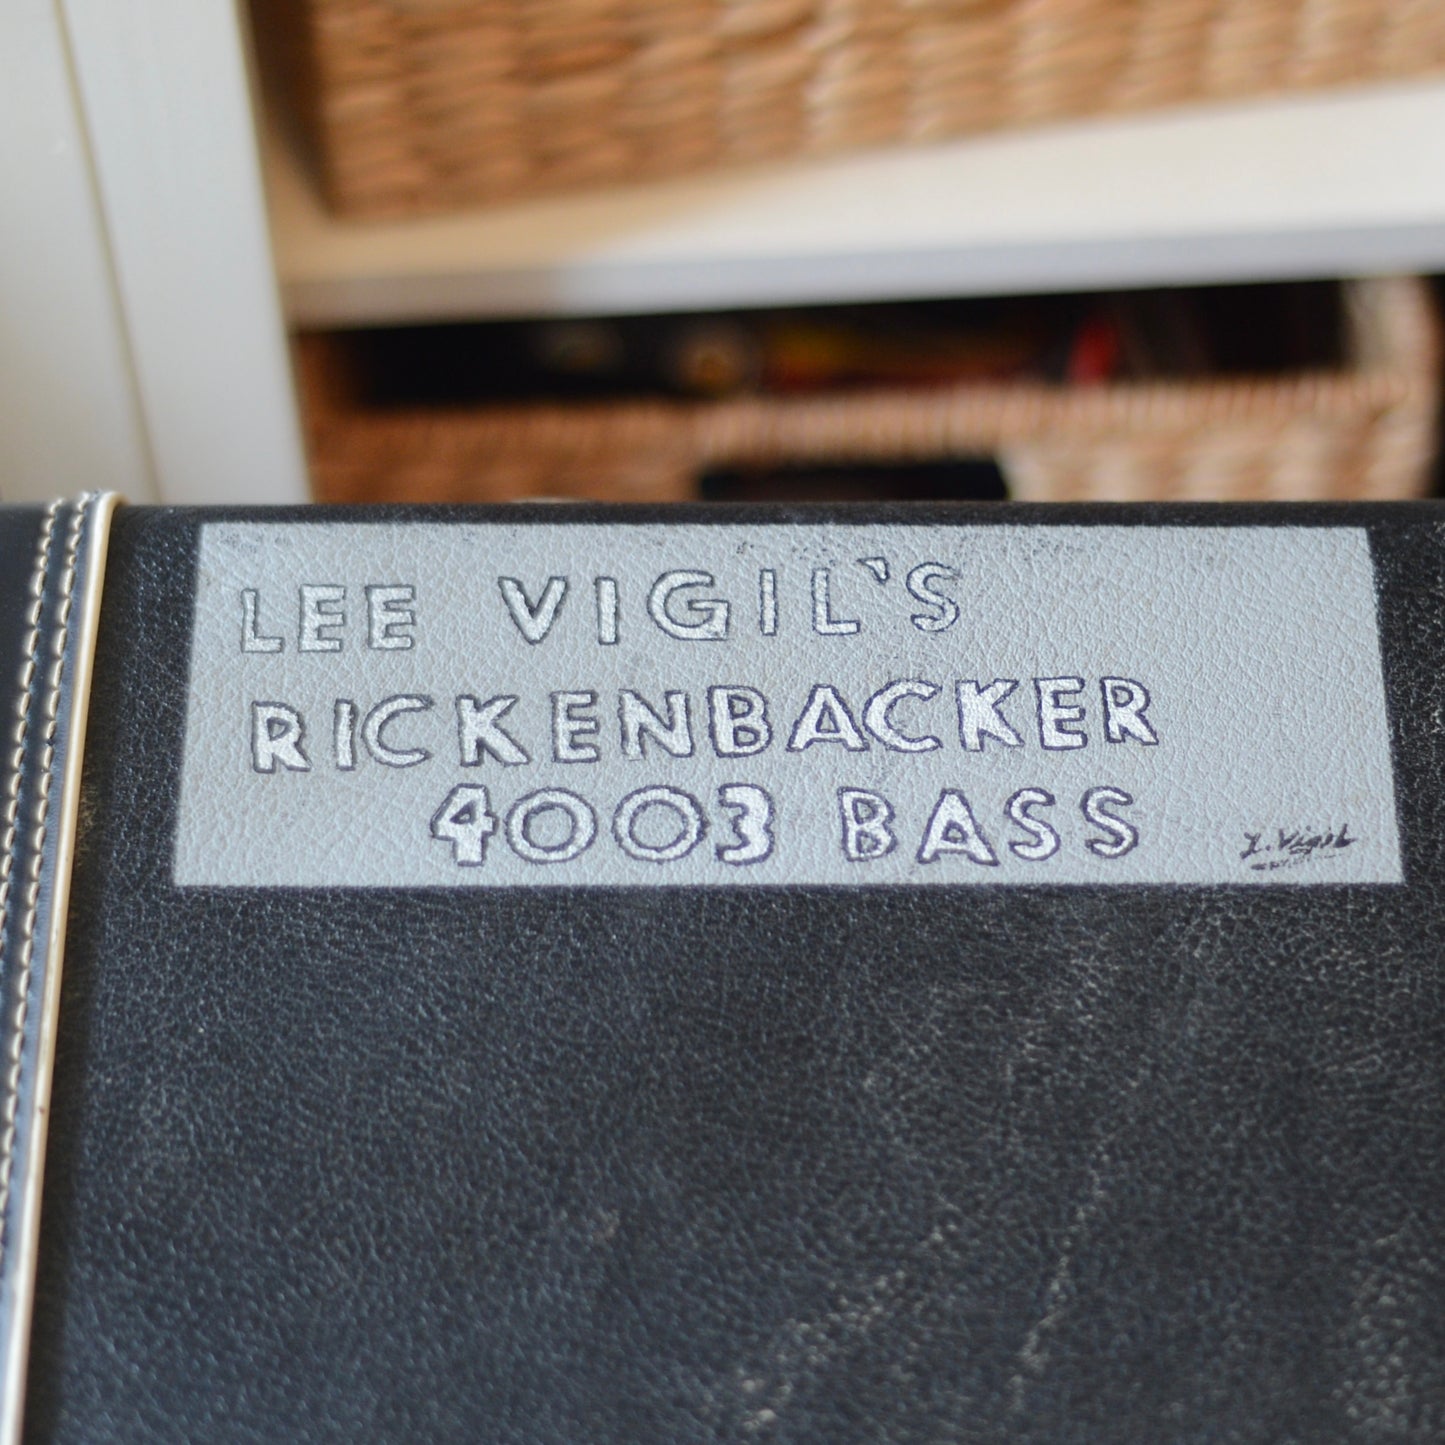 LEE VIGIL'S
RICKENBACKER
4003 BASS
L. Vigil